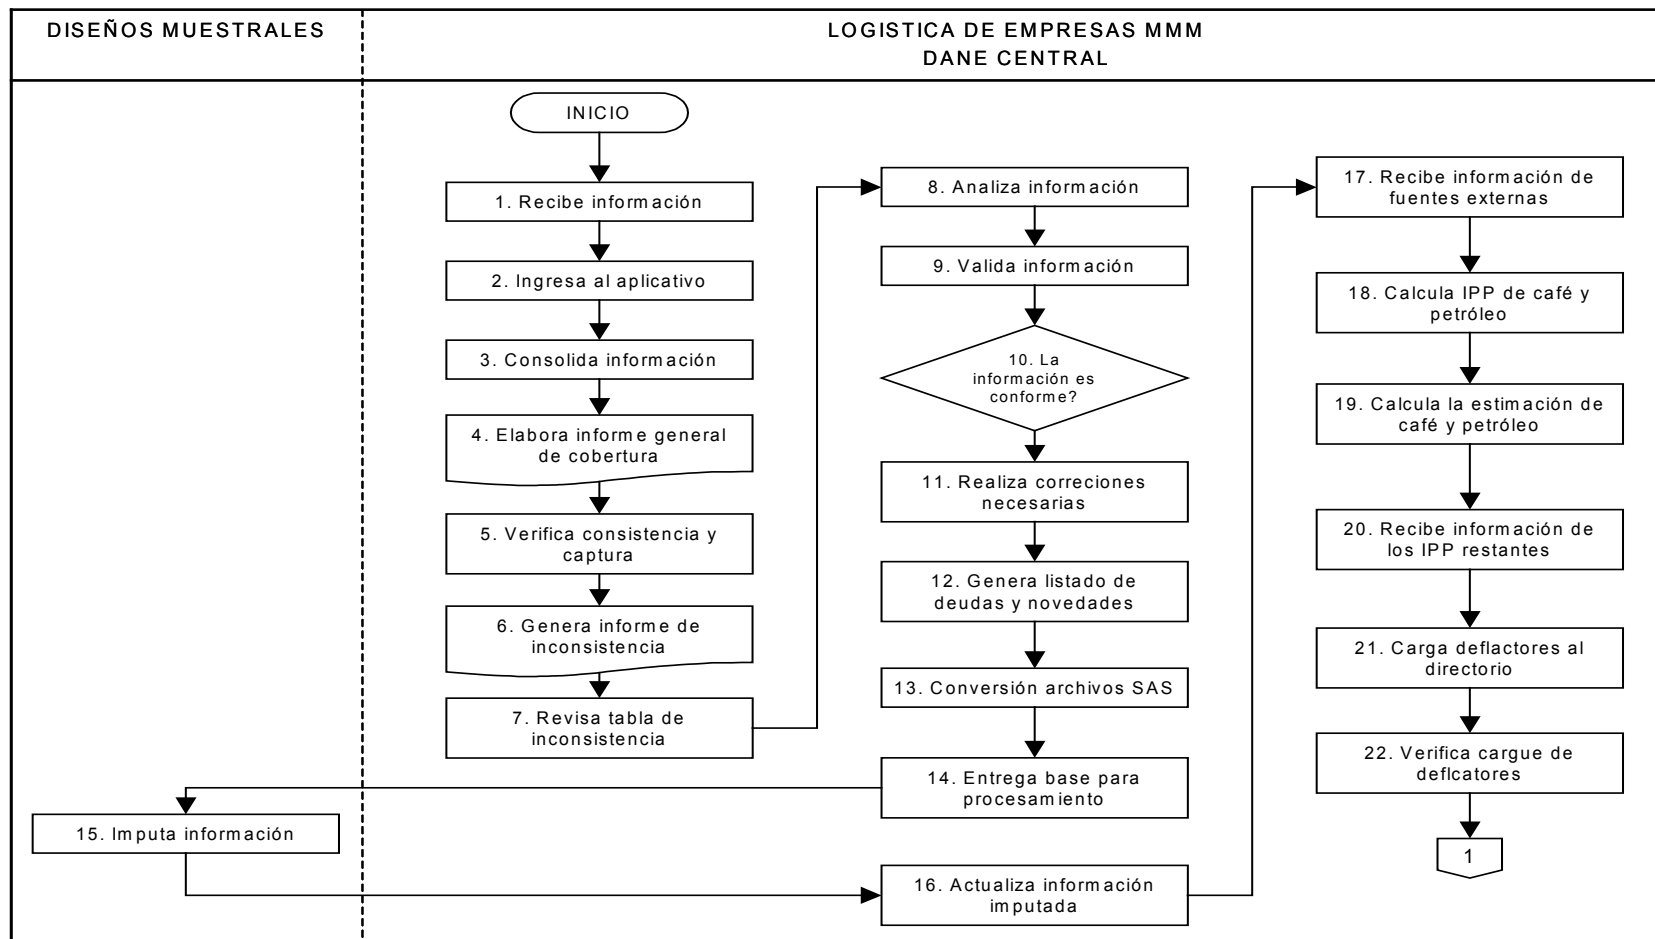 DISEÑOS MUESTRALES
LOGISTICA DE EMPRESAS MMM
DANE CENTRAL
INICIO
1. Recibe información
2. Ingresa al aplicativo
3. Consolida información
4. Elabora informe general
de cobertura
5. Verifica consistencia y
captura
6. Genera informe de
inconsistencia
7. Revisa tabla de
inconsistencia
8. Analiza información
9. Valida información
10. La
información es
conforme?
11. Realiza correciones
necesarias
12. Genera listado de
deudas y novedades
13. Conversión archivos SAS
14. Entrega base para
procesamiento
15. Imputa información
16. Actualiza información
imputada
17. Recibe información de
fuentes externas
18. Calcula IPP de café y
petróleo
19. Calcula la estimación de
café y petróleo
20. Recibe información de
los IPP restantes
21. Carga deflactores al
directorio
22. Verifica cargue de
deflcatores
1